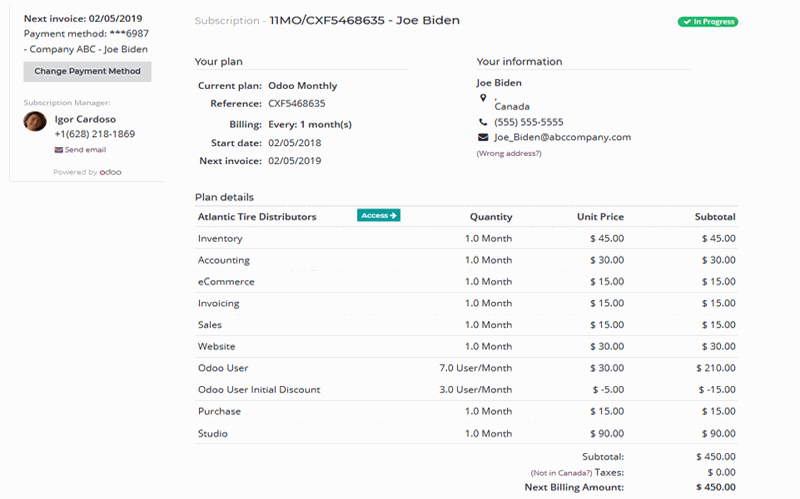 Next invoice: 02/05/2019
Payment method: ***6987
- Company ABC - Joe Biden
Change Payment Method
Subscription Manager:
Igor Cardoso
+1(628) 218-1869
Send email
Powered by odoo
Subscription - 11MO/CXF5468635 - Joe Biden
In Progress
Your plan
Current plan: Odoo Monthly
Reference: CXF5468635
Billing: Every: 1 month(s)
Start date: 02/05/2018
Next invoice: 02/05/2019
Your information
Joe Biden
,
Canada
(555) 555-5555
Joe_Biden@abccompany.com
(Wrong address?)
Plan details
Atlantic Tire Distributors Access Quantity Unit Price Subtotal
Inventory 1.0 Month $ 45.00 $ 45.00
Accounting 1.0 Month $ 30.00 $ 30.00
eCommerce 1.0 Month $ 15.00 $ 15.00
Invoicing 1.0 Month $ 15.00 $ 15.00
Sales 1.0 Month $ 15.00 $ 15.00
Website 1.0 Month $ 30.00 $ 30.00
Odoo User 7.0 User/Month $ 30.00 $ 210.00
Odoo User Initial Discount 3.0 User/Month $ -5.00 $ -15.00
Purchase 1.0 Month $ 15.00 $ 15.00
Studio 1.0 Month $ 90.00 $ 90.00
Subtotal: $ 450.00
(Not in Canada?) Taxes: $ 0.00
Next Billing Amount: $ 450.00